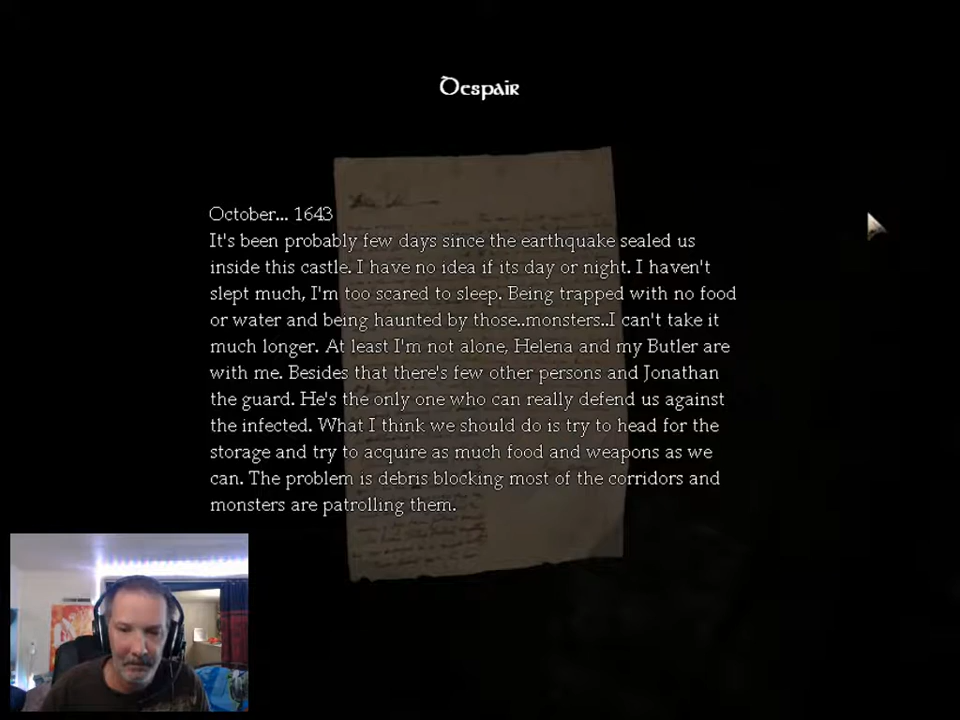 Despair
October... 1643
It's been probably few days since the earthquake sealed us
inside this castle. I have no idea if its day or night. I haven't
slept much, I'm too scared to sleep. Being trapped with no food
or water and being haunted by those..monsters..I can't take it
much longer. At least I'm not alone, Helena and my Butler are
with me. Besides that there's few other persons and Jonathan
the guard. He's the only one who can really defend us against
the infected. What I think we should do is try to head for the
storage and try to acquire as much food and weapons as we
can. The problem is debris blocking most of the corridors and
monsters are patrolling them.